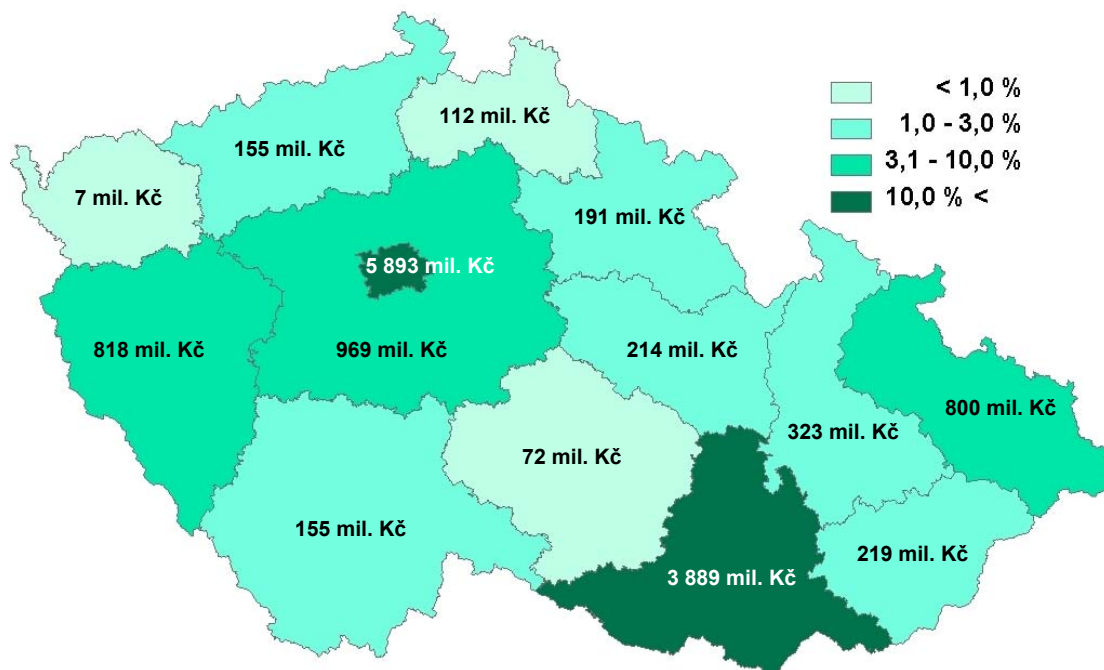 < 1,0 %
1,0 - 3,0 %
3,1 - 10,0 %
10,0 % <
112 mil. Kč
155 mil. Kč
7 mil. Kč
191 mil. Kč
5 893 mil. Kč
818 mil. Kč
969 mil. Kč
214 mil. Kč
800 mil. Kč
323 mil. Kč
72 mil. Kč
155 mil. Kč
219 mil. Kč
3 889 mil. Kč